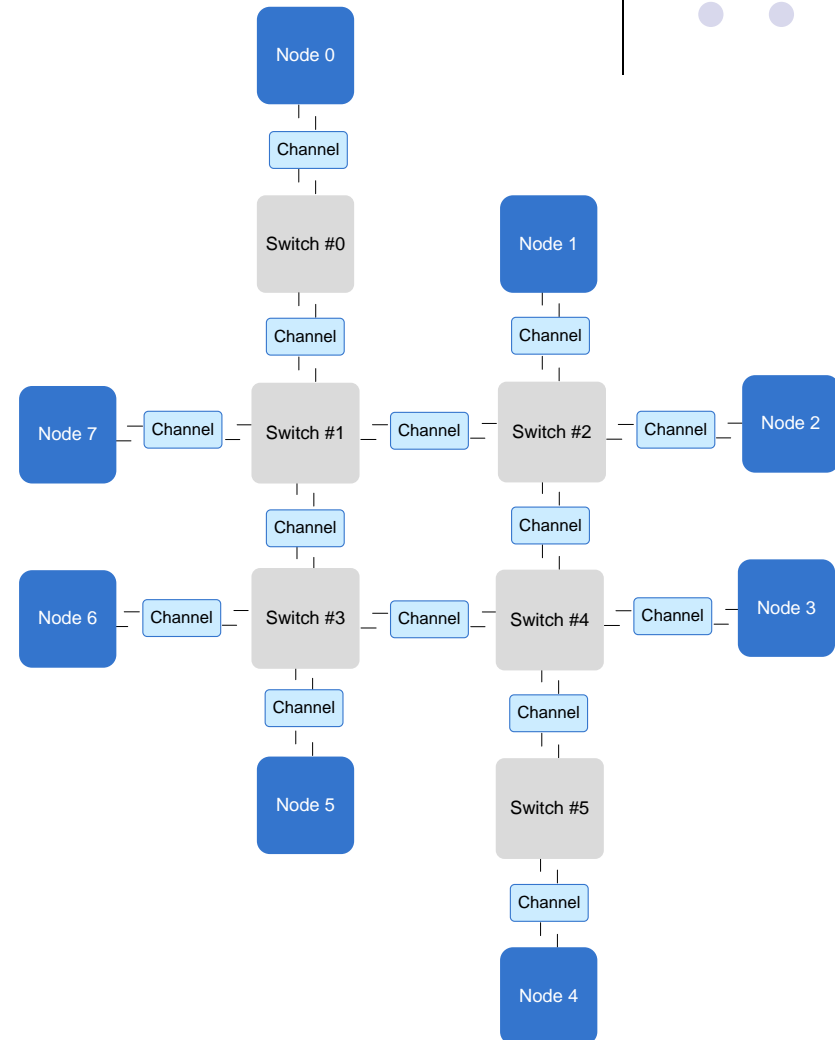 Node 0
Channel
Switch #0
Node 1
Channel
Channel
Node 7
Channel
Switch #1
Channel
Switch #2
Channel
Node 2
Channel
Channel
Node 6
Channel
Switch #3
Channel
Switch #4
Channel
Node 3
Channel
Channel
Node 5
Switch #5
Channel
Node 4